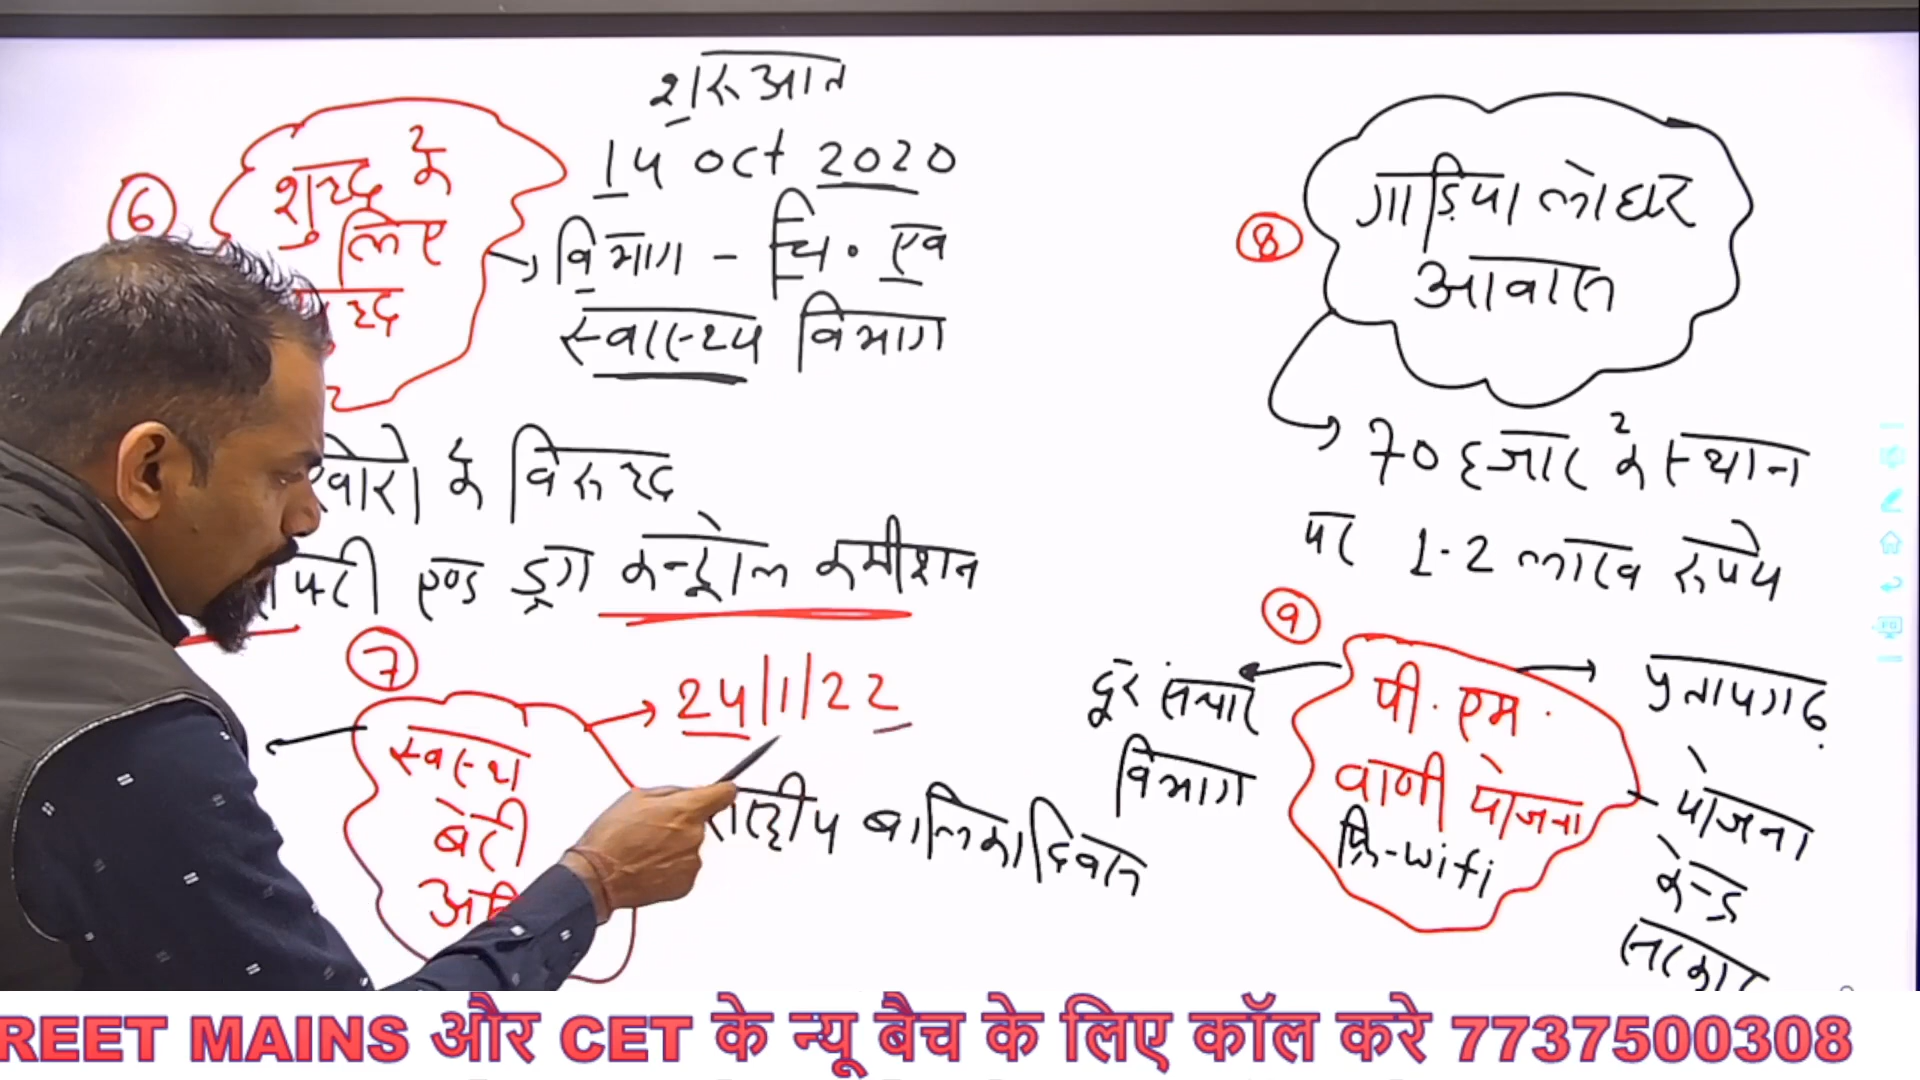 शुरूआत
14 Oct 2020
6
शुद्ध के
लिए
विभाग - चि. एव
स्वास्थ्य विभाग
के विरूद्ध
एण्ड ड्रग कन्ट्रोल कमीशन
7
24/1/22
स्वस्थ
बेटी
राष्ट्रीय बालिका दिवस
8
गाड़िया लोहार
आवास
70 हजार के स्थान
पर 1-2 लाख रूपये
9
पी. एम.
वाणी योजना
फ्रि-wifi
दूर संचार
विभाग
प्रतापगढ़
योजना
केन्द्र
सरकार
REET MAINS और CET के न्यू बैच के लिए कॉल करे 7737500308